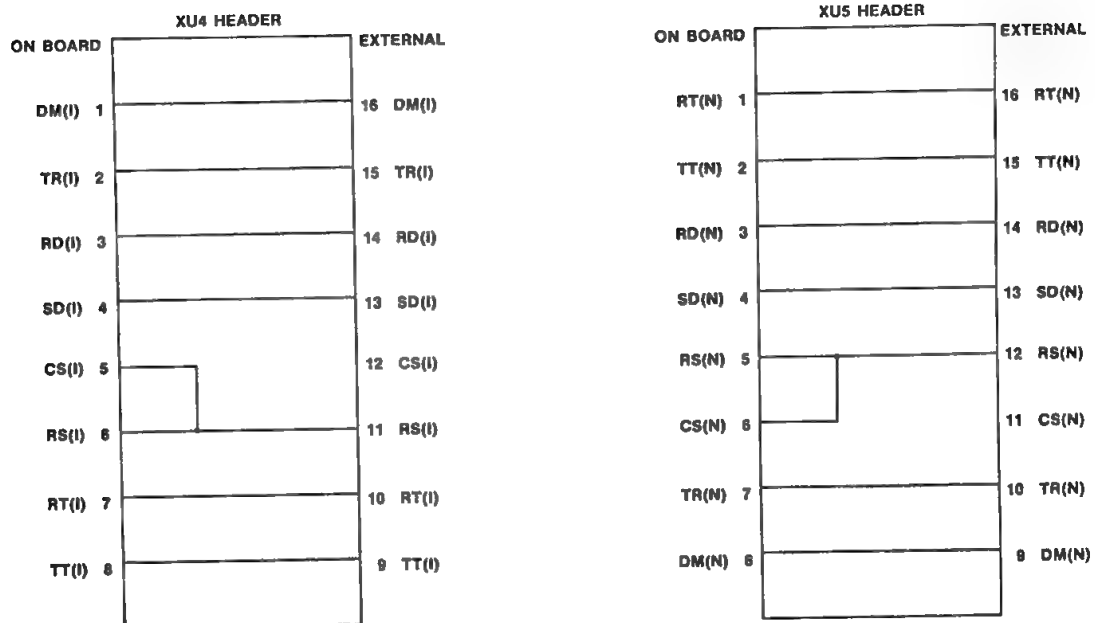 XU4 HEADER
ON BOARD EXTERNAL
DM(I) 1 16 DM(I)
TR(I) 2 15 TR(I)
RD(I) 3 14 RD(I)
SD(I) 4 13 SD(I)
CS(I) 5 12 CS(I)
RS(I) 6 11 RS(I)
RT(I) 7 10 RT(I)
TT(I) 8 9 TT(I)
XU5 HEADER
ON BOARD EXTERNAL
RT(N) 1 16 RT(N)
TT(N) 2 15 TT(N)
RD(N) 3 14 RD(N)
SD(N) 4 13 SD(N)
RS(N) 5 12 RS(N)
CS(N) 6 11 CS(N)
TR(N) 7 10 TR(N)
DM(N) 8 9 DM(N)